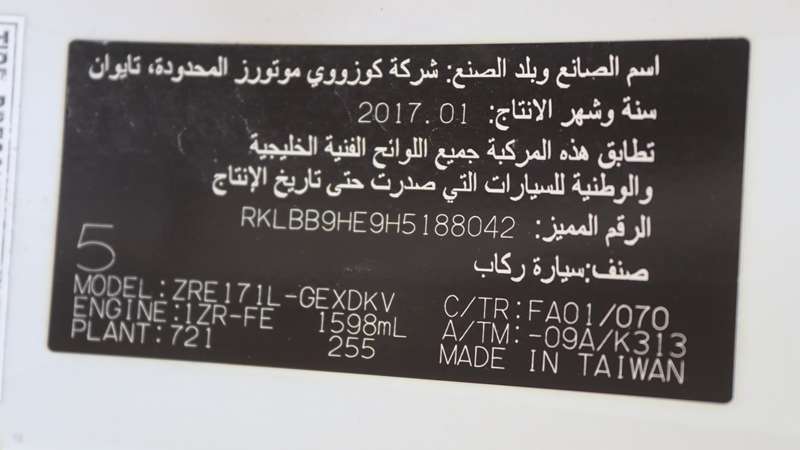 اسم الصانع وبلد الصنع: شركة كوزووي موتورز المحدودة، تايوان
سنة وشهر الانتاج: 2017.01
تطابق هذه المركبة جميع اللوائح الفنية الخليجية
والوطنية للسيارات التي صدرت حتى تاريخ الإنتاج
الرقم المميز: RKLBB9HE9H5188042
صنف:سيارة ركاب
5
MODEL:ZRE171L-GEXDKV C/TR:FA01/070
ENGINE:1ZR-FE 1598mL A/TM:-09A/K313
PLANT:721 255 MADE IN TAIWAN